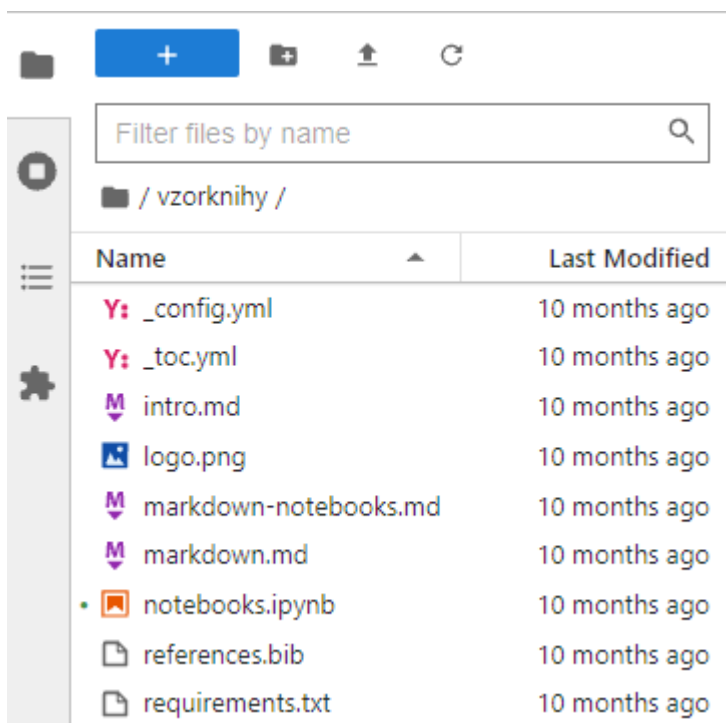 Filter files by name
/ vzorknihy /
Name Last Modified
Y: _config.yml 10 months ago
Y: _toc.yml 10 months ago
M intro.md 10 months ago
logo.png 10 months ago
M markdown-notebooks.md 10 months ago
M markdown.md 10 months ago
notebooks.ipynb 10 months ago
references.bib 10 months ago
requirements.txt 10 months ago